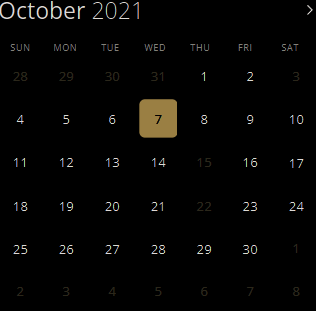 October 2021
SUN MON TUE WED THU FRI SAT
28 29 30 31 1 2 3
4 5 6 7 8 9 10
11 12 13 14 15 16 17
18 19 20 21 22 23 24
25 26 27 28 29 30 1
2 3 4 5 6 7 8